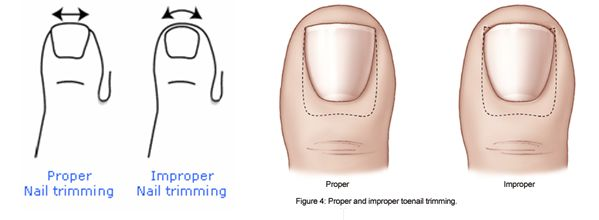 Proper
Nail trimming
Improper
Nail trimming
Proper
Improper
Figure 4: Proper and improper toenail trimming.